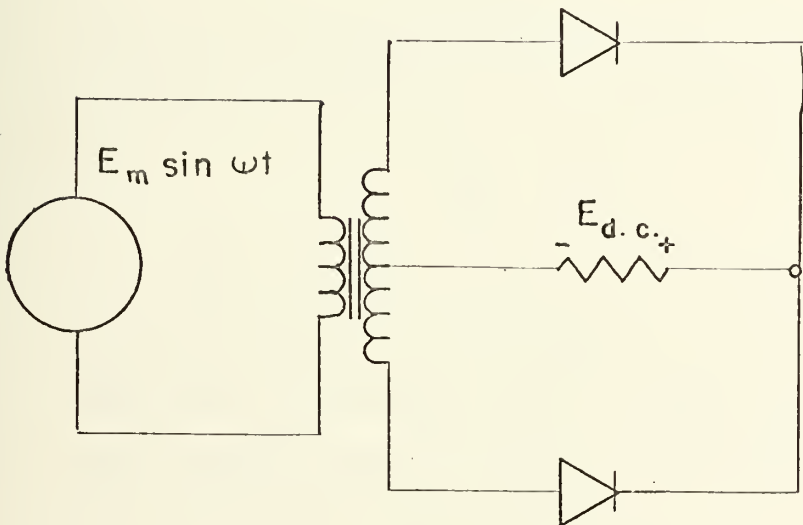 E_m sin ωt
E_d.c.
- +